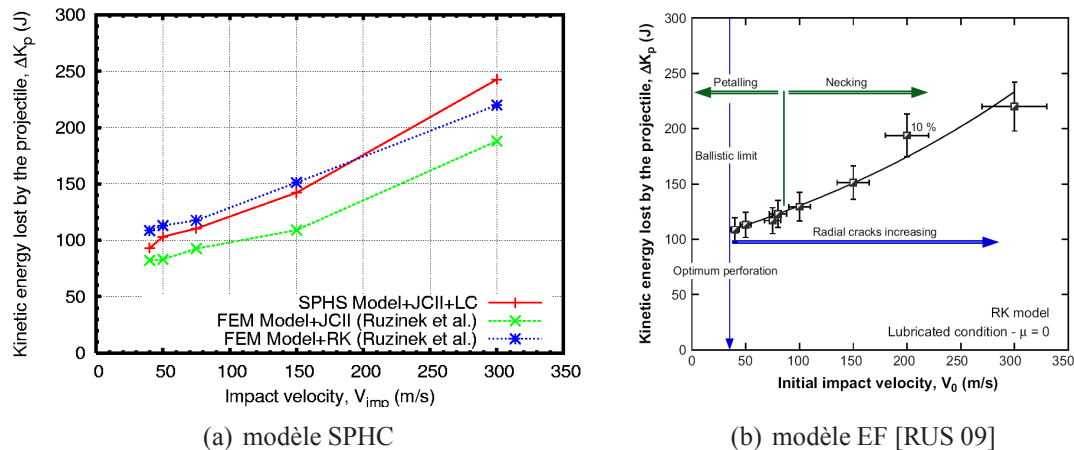 Kinetic energy lost by the projectile, ΔKp (J)
300
250
200
150
100
50
0
SPHS Model+JCII+LC
FEM Model+JCII (Ruzinek et al.)
FEM Model+RK (Ruzinek et al.)
0 50 100 150 200 250 300 350
Impact velocity, Vimp (m/s)
(a) modèle SPHC
Kinetic energy lost by the projectile, ΔKp (J)
300
250
200
150
100
50
0
Petalling
Necking
10 %
Ballistic limit
Radial cracks increasing
Optimum perforation
RK model
Lubricated condition - μ = 0
0 50 100 150 200 250 300 350
Initial impact velocity, V0 (m/s)
(b) modèle EF [RUS 09]